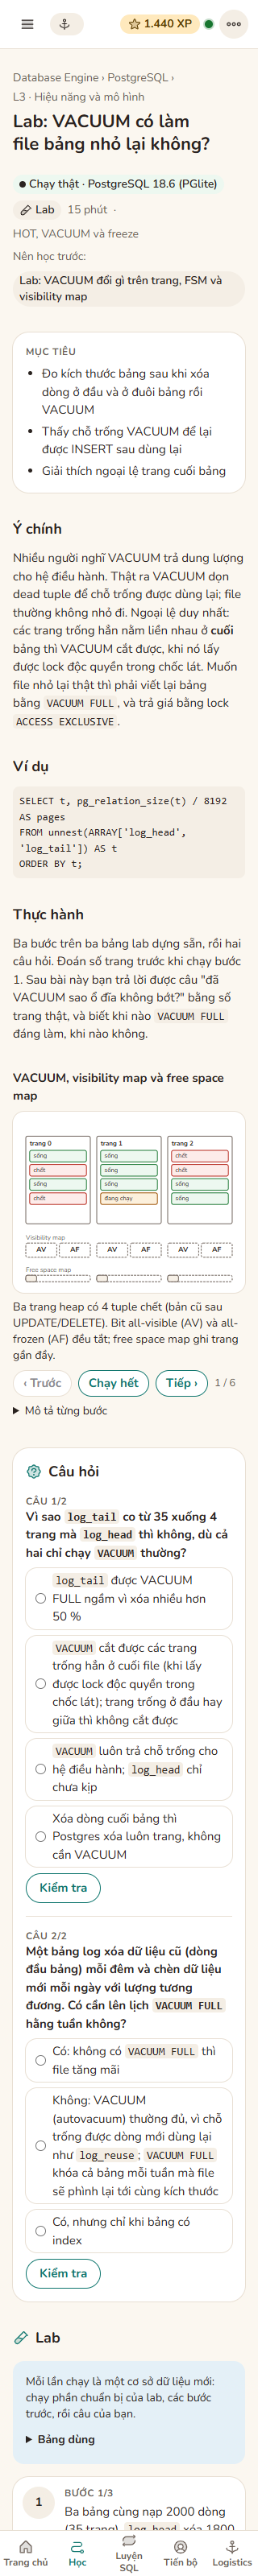 1.440 XP
Database Engine › PostgreSQL ›
L3 · Hiệu năng và mô hình
Lab: VACUUM có làm
file bảng nhỏ lại không?
Chạy thật · PostgreSQL 18.6 (PGlite)
Lab 15 phút ·
HOT, VACUUM và freeze
Nên học trước:
Lab: VACUUM đổi gì trên trang, FSM và
visibility map
MỤC TIÊU
• Đo kích thước bảng sau khi xóa
dòng ở đầu và ở đuôi bảng rồi
VACUUM
• Thấy chỗ trống VACUUM để lại
được INSERT sau dùng lại
• Giải thích ngoại lệ trang cuối bảng
Ý chính
Nhiều người nghĩ VACUUM trả dung lượng
cho hệ điều hành. Thật ra VACUUM dọn
dead tuple để chỗ trống được dùng lại; file
thường không nhỏ đi. Ngoại lệ duy nhất:
các trang trống hẳn nằm liền nhau ở cuối
bảng thì VACUUM cắt được, khi nó lấy
được lock độc quyền trong chốc lát. Muốn
file nhỏ lại thật thì phải viết lại bảng
bằng VACUUM FULL, và trả giá bằng lock
ACCESS EXCLUSIVE.
Ví dụ
SELECT t, pg_relation_size(t) / 8192
AS pages
FROM unnest(ARRAY['log_head',
'log_tail']) AS t
ORDER BY t;
Thực hành
Ba bước trên ba bảng lab dựng sẵn, rồi hai
câu hỏi. Đoán số trang trước khi chạy bước
1. Sau bài này bạn trả lời được câu "đã
VACUUM sao ổ đĩa không bớt?" bằng số
trang thật, và biết khi nào VACUUM FULL
đáng làm, khi nào không.
VACUUM, visibility map và free space
map
trang 0 trang 1 trang 2
sống sống chết
chết sống chết
sống sống sống
chết đang chạy sống
Visibility map
AV AF AV AF AV AF
Free space map
Ba trang heap có 4 tuple chết (bản cũ sau
UPDATE/DELETE). Bit all-visible (AV) và all-
frozen (AF) đều tắt; free space map ghi trang
gần đầy.
‹ Trước Chạy hết Tiếp › 1 / 6
Mô tả từng bước
Câu hỏi
CÂU 1/2
Vì sao log_tail co từ 35 xuống 4
trang mà log_head thì không, dù cả
hai chỉ chạy VACUUM thường?
log_tail được VACUUM
FULL ngầm vì xóa nhiều hơn
50 %
VACUUM cắt được các trang
trống hẳn ở cuối file (khi lấy
được lock độc quyền trong
chốc lát); trang trống ở đầu hay
giữa thì không cắt được
VACUUM luôn trả chỗ trống cho
hệ điều hành; log_head chỉ
chưa kịp
Xóa dòng cuối bảng thì
Postgres xóa luôn trang, không
cần VACUUM
Kiểm tra
CÂU 2/2
Một bảng log xóa dữ liệu cũ (dòng
đầu bảng) mỗi đêm và chèn dữ liệu
mới mỗi ngày với lượng tương
đương. Có cần lên lịch VACUUM FULL
hằng tuần không?
Có: không có VACUUM FULL thì
file tăng mãi
Không: VACUUM
(autovacuum) thường đủ, vì chỗ
trống được dòng mới dùng lại
như log_reuse; VACUUM FULL
khóa cả bảng mỗi tuần mà file
sẽ phình lại tới cùng kích thước
Có, nhưng chỉ khi bảng có
index
Kiểm tra
Lab
Mỗi lần chạy là một cơ sở dữ liệu mới:
chạy phần chuẩn bị của lab, các bước
trước, rồi câu của bạn.
Bảng dùng
1 BƯỚC 1/3
Ba bảng cùng nạp 2000 dòng
(35 trang). log_head xóa 1800
Trang chủ Học Luyện SQL Tiến bộ Logistics